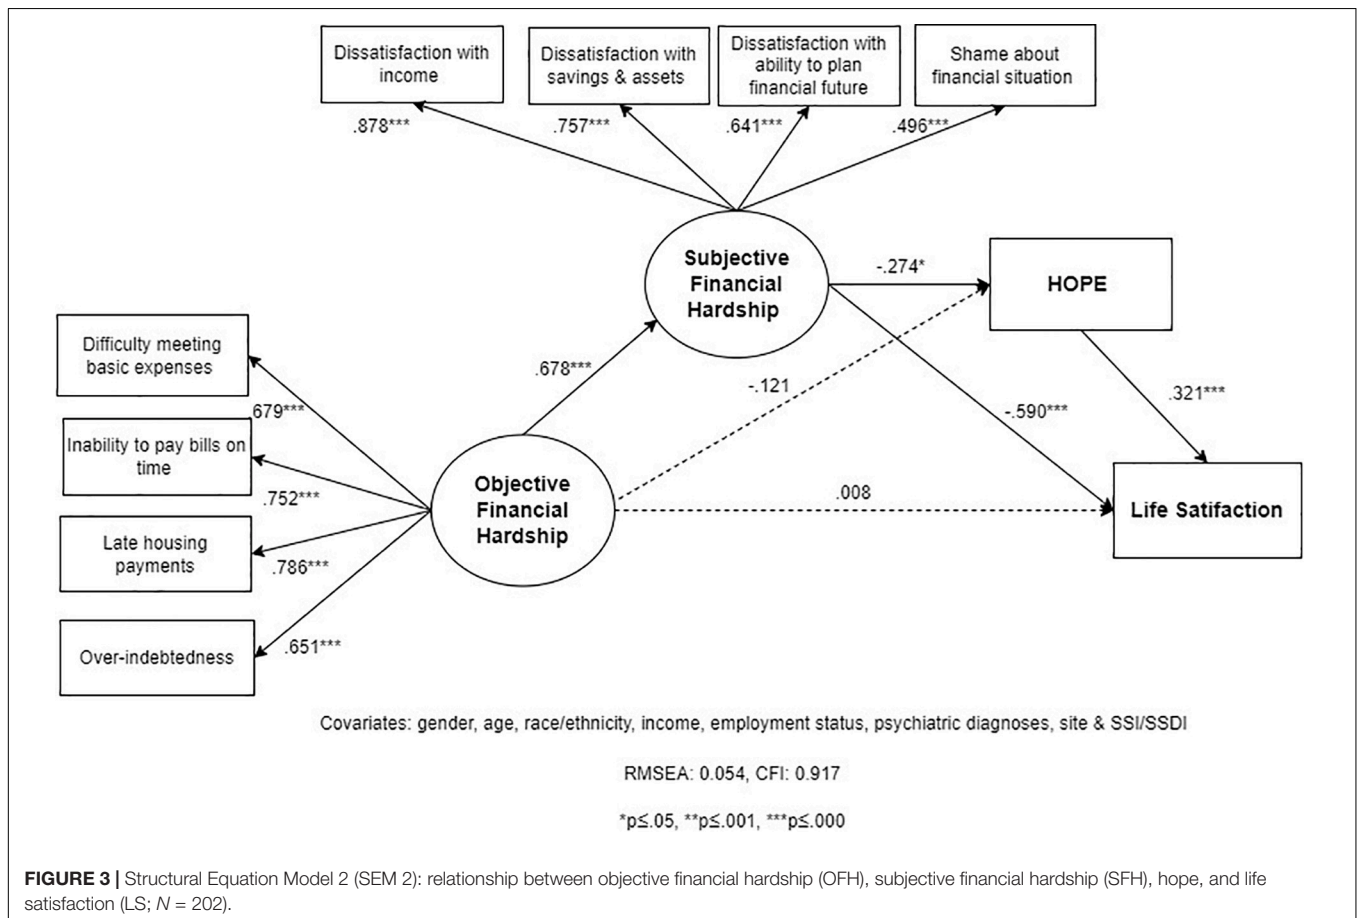 Dissatisfaction with
income
Dissatisfaction with
savings & assets
Dissatisfaction with
ability to plan
financial future
Shame about
financial situation
.878***
.757***
.641***
.496***
Subjective
Financial
Hardship
-.274*
HOPE
Difficulty meeting
basic expenses
.679***
Inability to pay bills on
time
.752***
Late housing
payments
.786***
Over-indebtedness
.651***
.678***
-.121
-.590***
.321***
Objective
Financial
Hardship
.008
Life Satifaction
Covariates: gender, age, race/ethnicity, income, employment status, psychiatric diagnoses, site & SSI/SSDI
RMSEA: 0.054, CFI: 0.917
*p≤.05, **p≤.001, ***p≤.000
FIGURE 3 | Structural Equation Model 2 (SEM 2): relationship between objective financial hardship (OFH), subjective financial hardship (SFH), hope, and life
satisfaction (LS; N = 202).